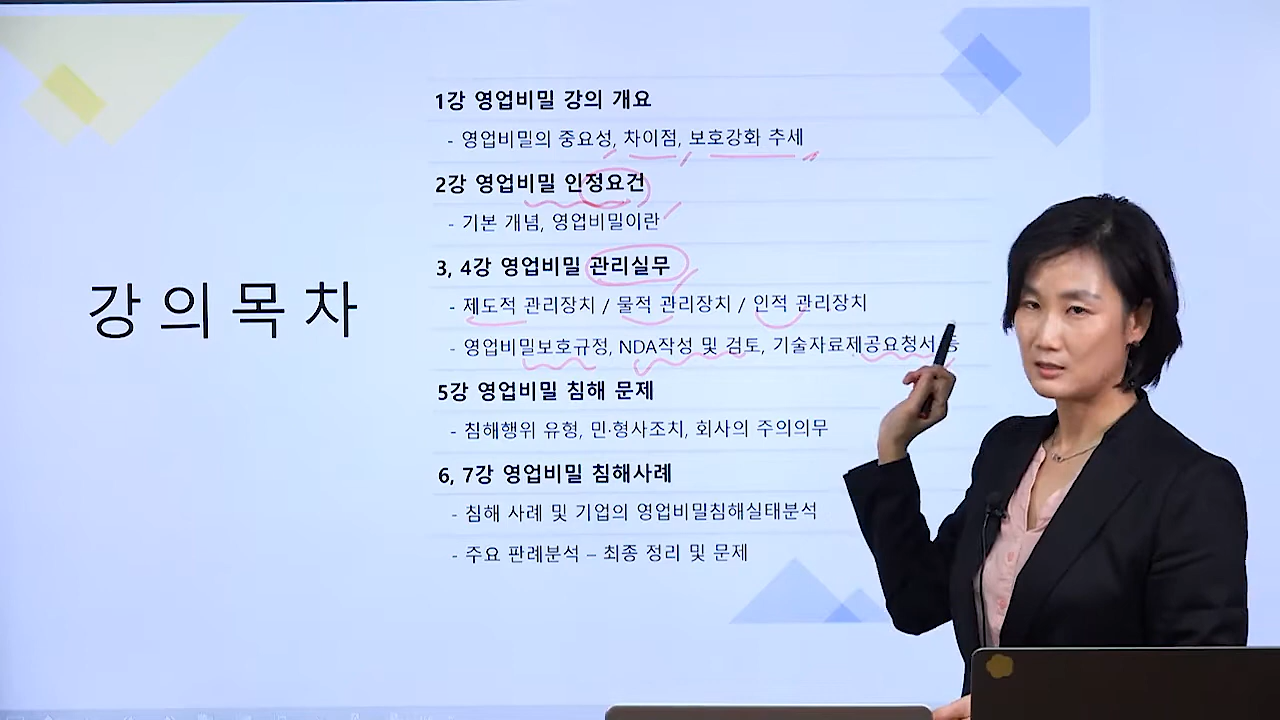 강의목차
1강 영업비밀 강의 개요
- 영업비밀의 중요성, 차이점, 보호강화 추세
2강 영업비밀 인정요건
- 기본 개념, 영업비밀이란
3, 4강 영업비밀 관리실무
- 제도적 관리장치 / 물적 관리장치 / 인적 관리장치
- 영업비밀보호규정, NDA작성 및 검토, 기술자료제공요청서 등
5강 영업비밀 침해 문제
- 침해행위 유형, 민·형사조치, 회사의 주의의무
6, 7강 영업비밀 침해사례
- 침해 사례 및 기업의 영업비밀침해실태분석
- 주요 판례분석 – 최종 정리 및 문제